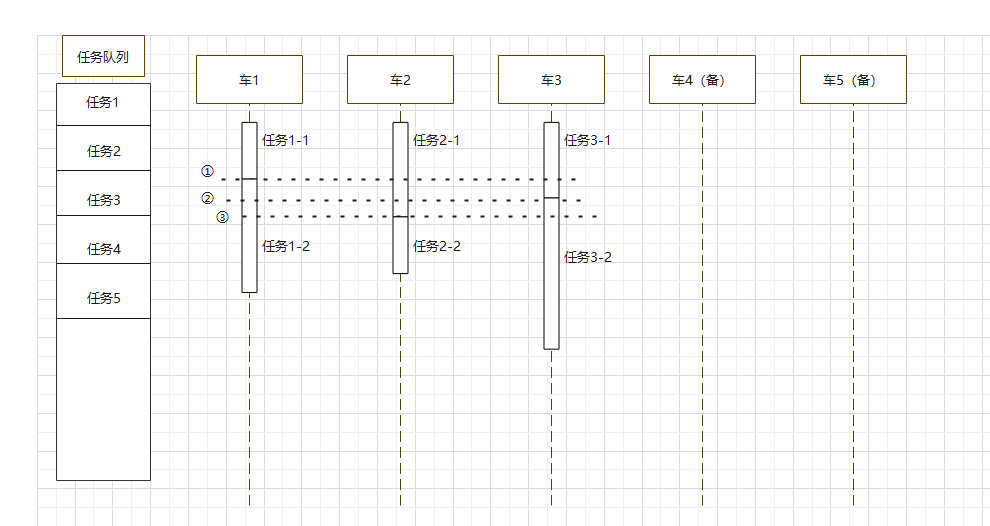 任务队列
任务1
任务2
任务3
任务4
任务5
车1
车2
车3
车4（备）
车5（备）
任务1-1
任务2-1
任务3-1
①
②
③
任务1-2
任务2-2
任务3-2